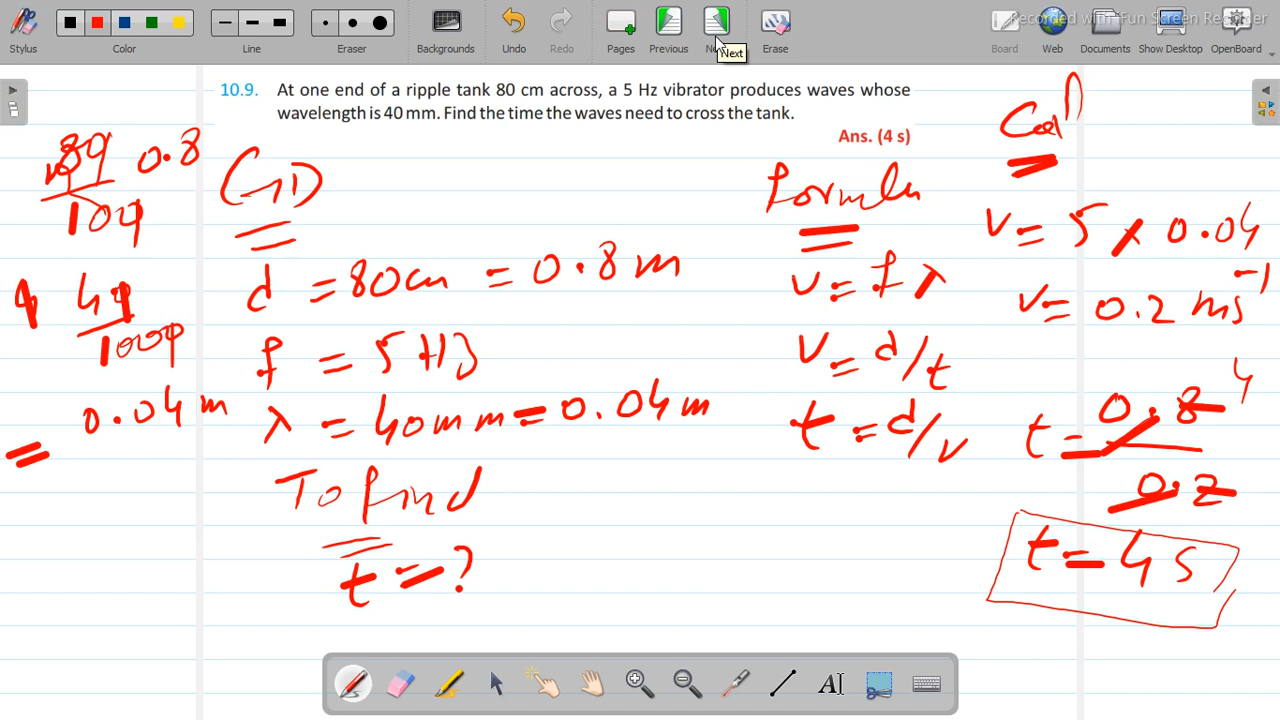 Recorded with iFun Screen Recorder
Stylus
Color
Line
Eraser
Backgrounds
Undo
Redo
Pages
Previous
Next
Erase
Board
Web
Documents
Show Desktop
OpenBoard
10.9. At one end of a ripple tank 80 cm across, a 5 Hz vibrator produces waves whose
wavelength is 40 mm. Find the time the waves need to cross the tank.
Ans. (4 s)
80 0.8
100
40
1000
0.04 m
=
d = 80cm = 0.8 m
f = 5 Hz
λ = 40mm = 0.04m
To find
t = ?
Formula
v = f λ
v = d/t
t = d/v
Cal
v = 5 × 0.04
v = 0.2 ms⁻¹
t = 0.8 4
0.2
t = 4 s